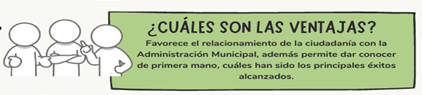 ¿CUÁLES SON LAS VENTAJAS?
Favorece el relacionamiento de la ciudadanía con la
Administración Municipal, además permite dar conocer
de primera mano, cuáles han sido los principales éxitos
alcanzados.